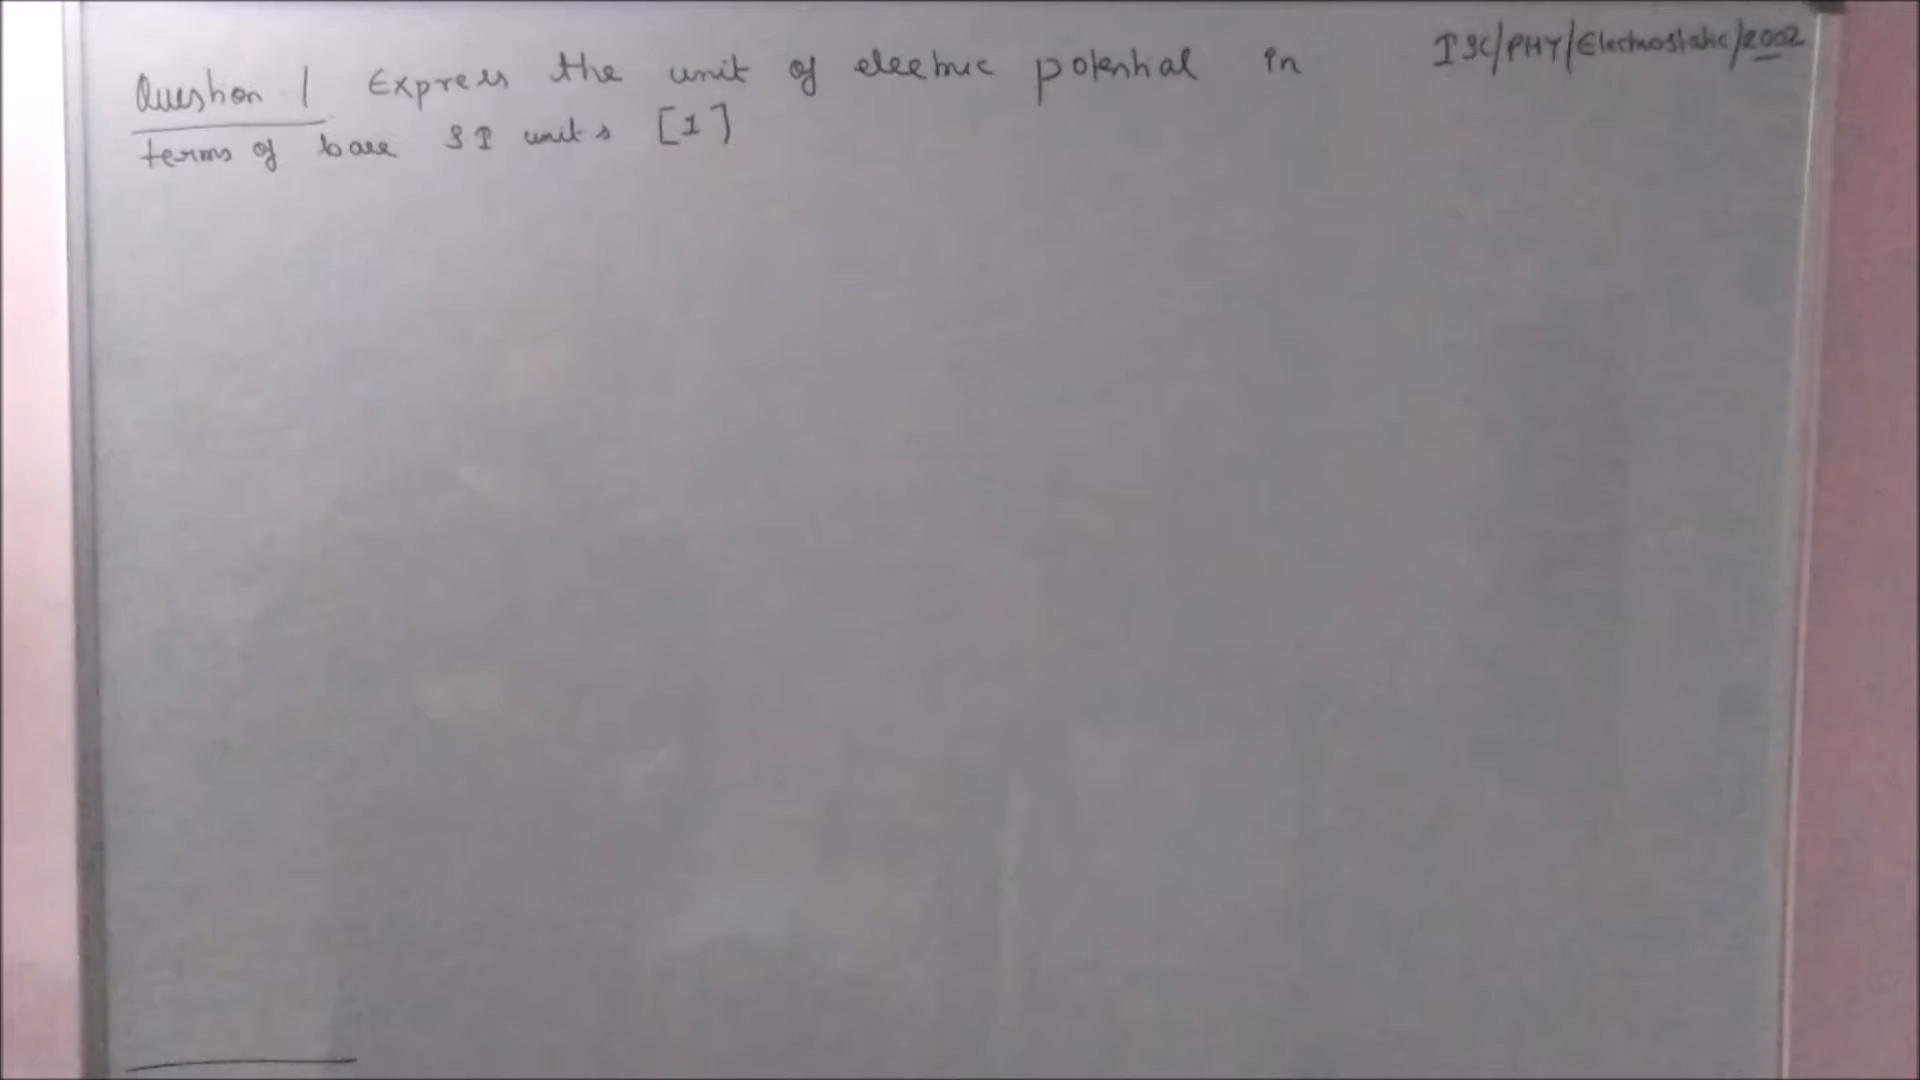 Question 1 Express the unit of electric potential in
terms of base SI units [1]
ISC/PHY/Electrostatic/2002